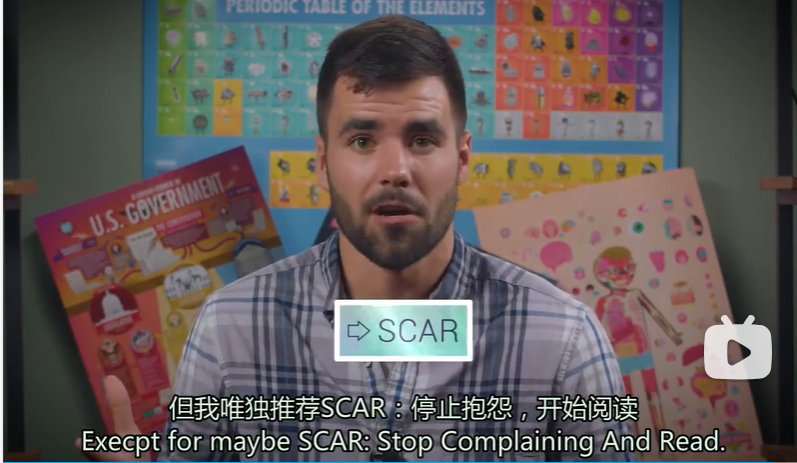 PERIODIC TABLE OF THE ELEMENTS
U.S. GOVERNMENT
⇨ SCAR
但我唯独推荐SCAR：停止抱怨，开始阅读
Execpt for maybe SCAR: Stop Complaining And Read.